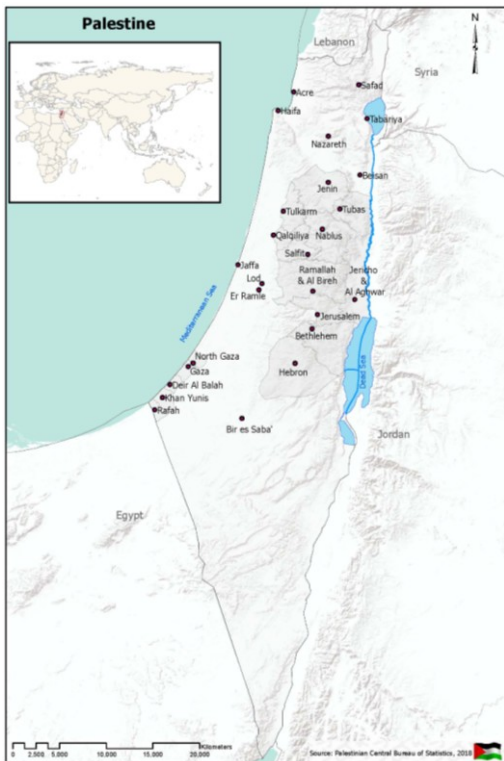 Palestine
N
Lebanon
Syria
Safad
Acre
Haifa
Tabariya
Nazareth
Beisan
Jenin
Tulkarm
Tubas
Nablus
Qalqiliya
Salfit
Jaffa
Lod
Er Ramle
Ramallah
& Al Bireh
Jericho
&
Al Aghwar
Mediterranean Sea
Jerusalem
Bethlehem
Dead Sea
North Gaza
Gaza
Hebron
Deir Al Balah
Khan Yunis
Rafah
Bir es Saba'
Jordan
Egypt
Kilometers
0 2,500 5,000 10,000 15,000 20,000
Source: Palestinian Central Bureau of Statistics, 2018